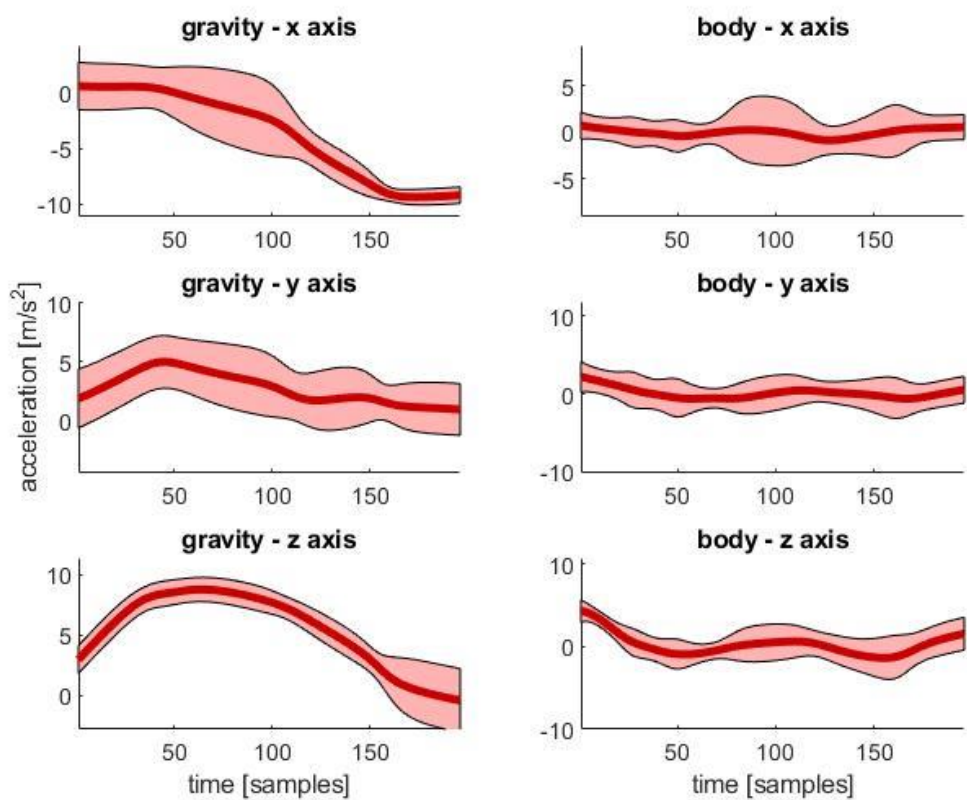 gravity - x axis
0
-5
-10
50 100 150
body - x axis
5
0
-5
50 100 150
acceleration [m/s²]
gravity - y axis
10
5
0
50 100 150
body - y axis
10
0
-10
50 100 150
gravity - z axis
10
5
0
50 100 150
time [samples]
body - z axis
10
0
-10
50 100 150
time [samples]